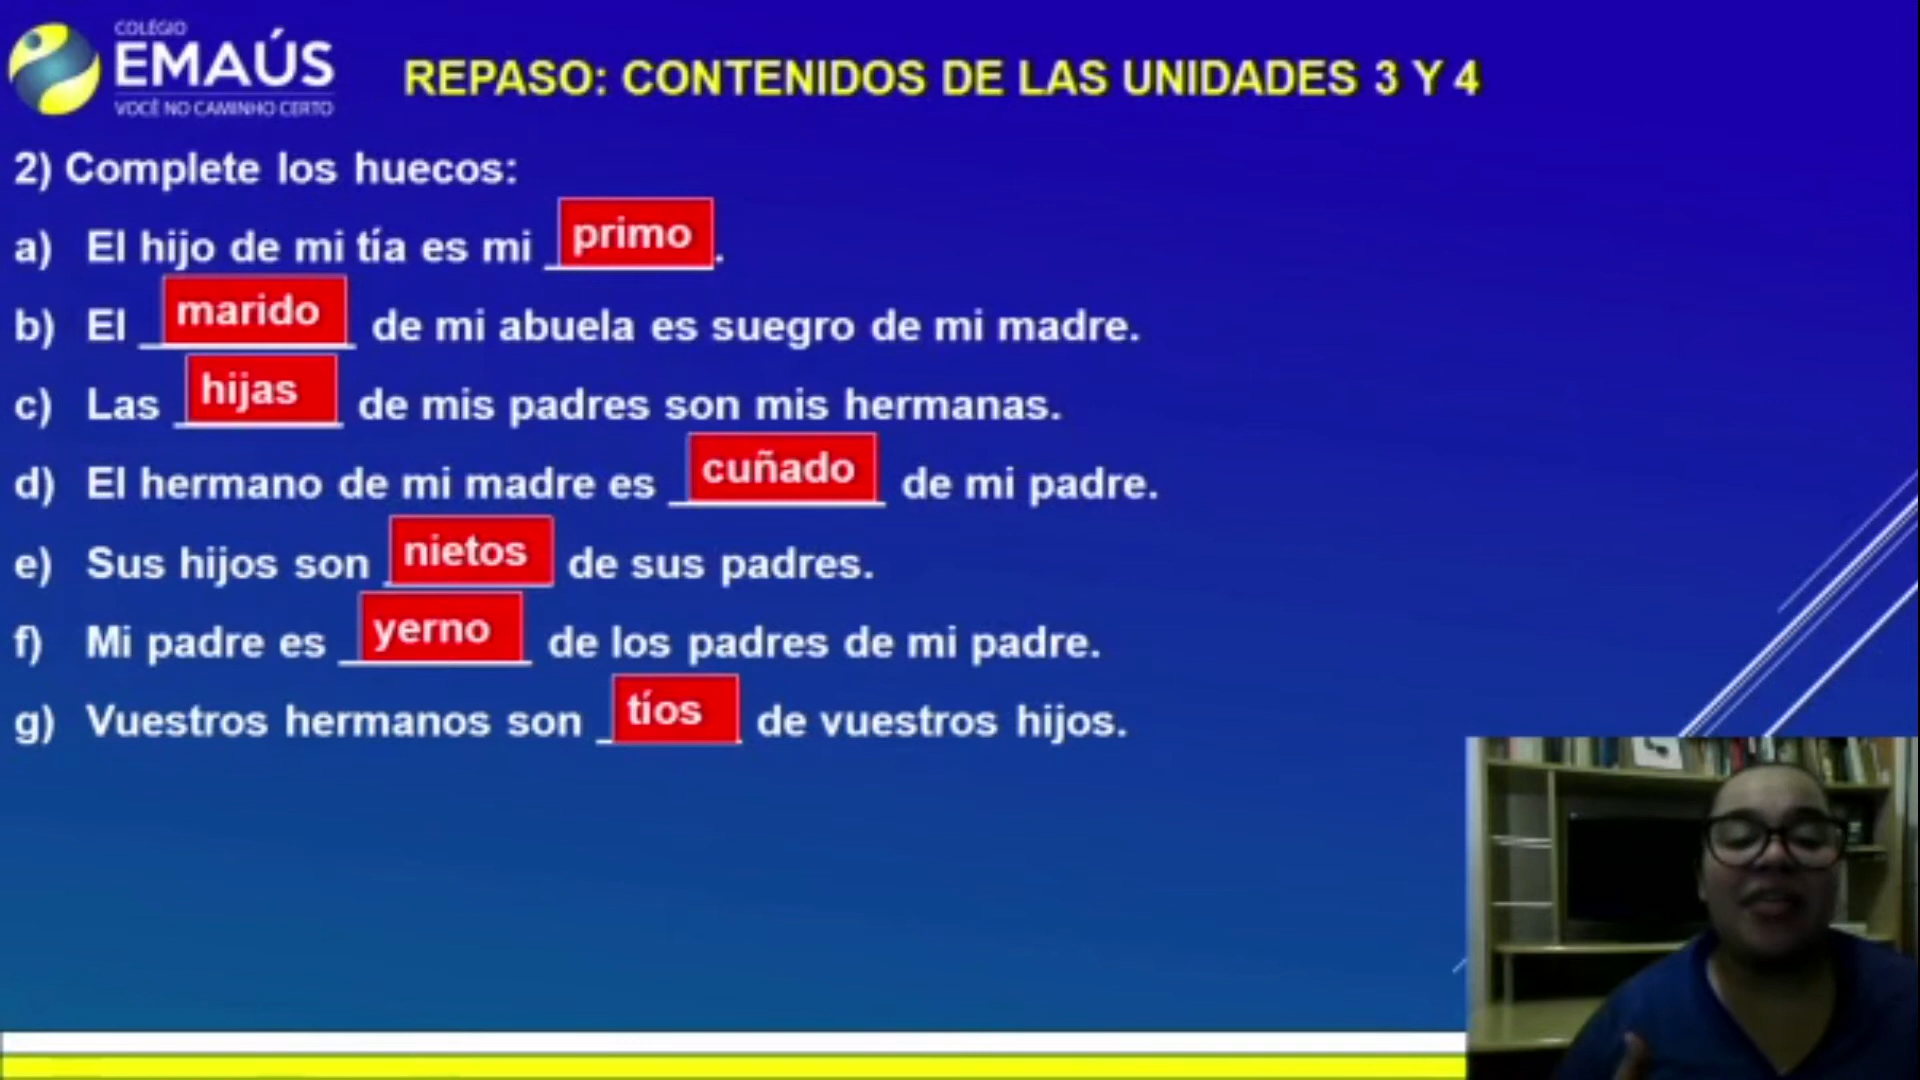 COLÉGIO
EMAÚS
VOCÊ NO CAMINHO CERTO
REPASO: CONTENIDOS DE LAS UNIDADES 3 Y 4
2) Complete los huecos:
a) El hijo de mi tía es mi primo.
b) El marido de mi abuela es suegro de mi madre.
c) Las hijas de mis padres son mis hermanas.
d) El hermano de mi madre es cuñado de mi padre.
e) Sus hijos son nietos de sus padres.
f) Mi padre es yerno de los padres de mi padre.
g) Vuestros hermanos son tíos de vuestros hijos.